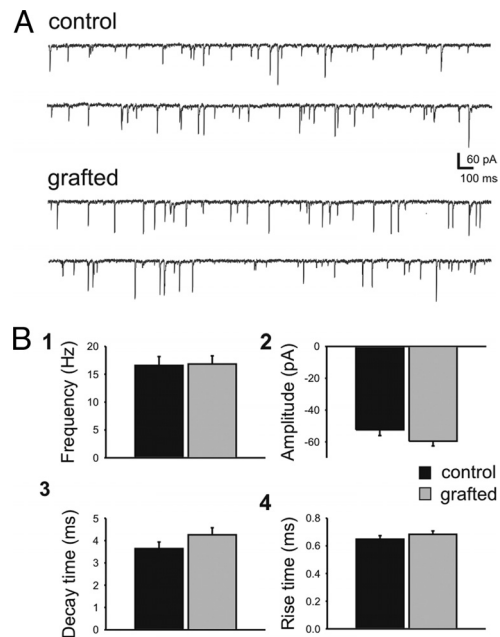 A
control
60 pA
100 ms
grafted
B
1
Frequency (Hz)
20
15
10
5
0
2
Amplitude (pA)
0
-20
-40
-60
control
grafted
3
Decay time (ms)
5
4
3
2
1
0
4
Rise time (ms)
0.8
0.6
0.4
0.2
0.0